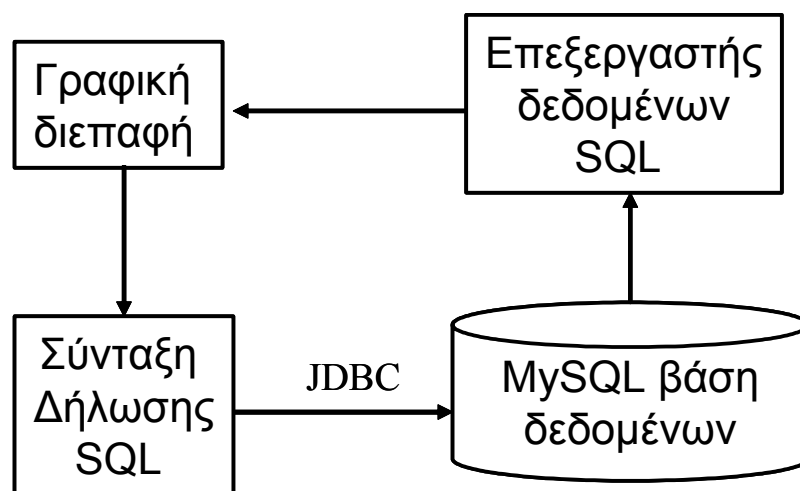 Γραφική
διεπαφή
Επεξεργαστής
δεδομένων
SQL
Σύνταξη
Δήλωσης
SQL
JDBC
MySQL βάση
δεδομένων